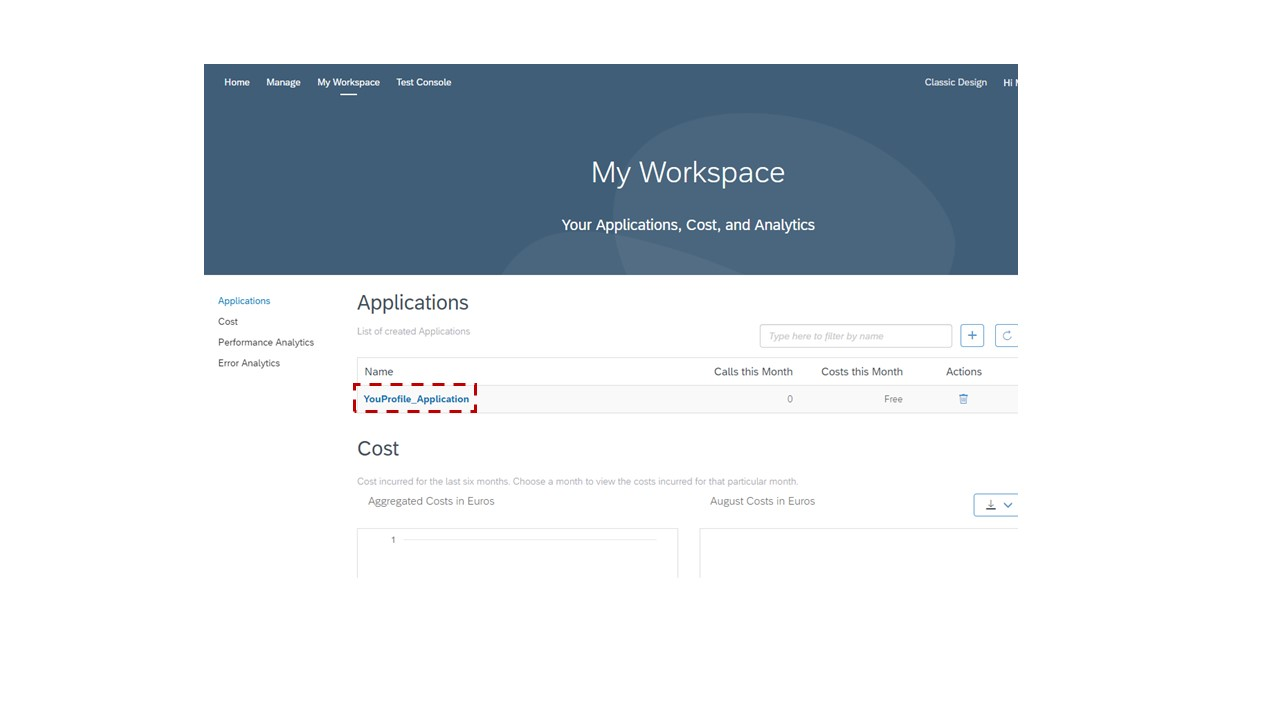 Home Manage My Workspace Test Console Classic Design Hi
My Workspace
Your Applications, Cost, and Analytics
Applications
Cost
Performance Analytics
Error Analytics
Applications
List of created Applications
Type here to filter by name
Name Calls this Month Costs this Month Actions
YouProfile_Application 0 Free
Cost
Cost incurred for the last six months. Choose a month to view the costs incurred for that particular month.
Aggregated Costs in Euros August Costs in Euros
1